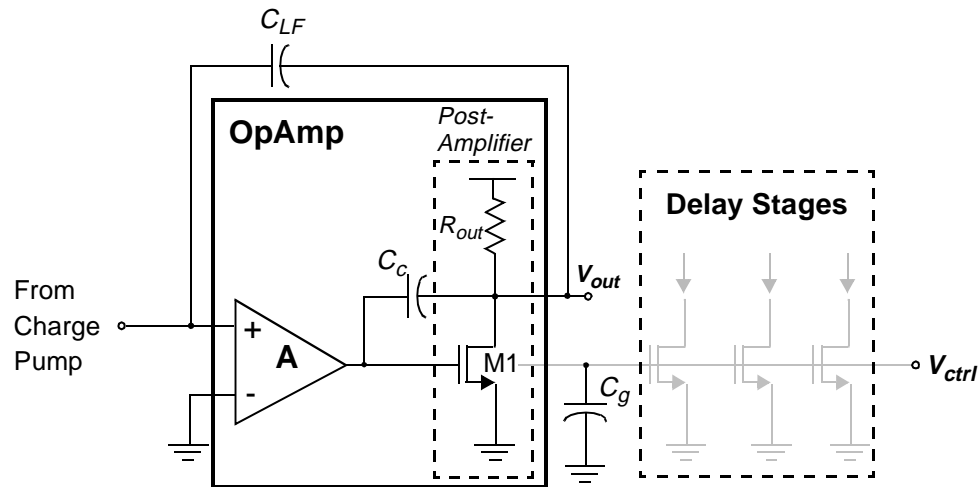 C_LF
OpAmp
Post-
Amplifier
R_out
C_c
V_out
Delay Stages
From
Charge
Pump
+
A
-
M1
C_g
V_ctrl